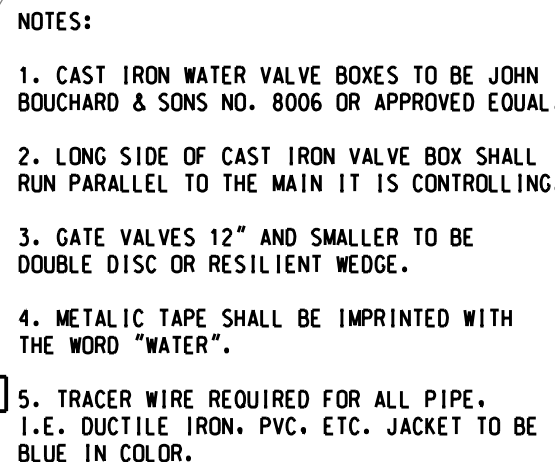 NOTES:
1. CAST IRON WATER VALVE BOXES TO BE JOHN
BOUCHARD & SONS NO. 8006 OR APPROVED EQUAL.
2. LONG SIDE OF CAST IRON VALVE BOX SHALL
RUN PARALLEL TO THE MAIN IT IS CONTROLLING.
3. GATE VALVES 12" AND SMALLER TO BE
DOUBLE DISC OR RESILIENT WEDGE.
4. METALIC TAPE SHALL BE IMPRINTED WITH
THE WORD "WATER".
5. TRACER WIRE REQUIRED FOR ALL PIPE,
I.E. DUCTILE IRON, PVC, ETC. JACKET TO BE
BLUE IN COLOR.